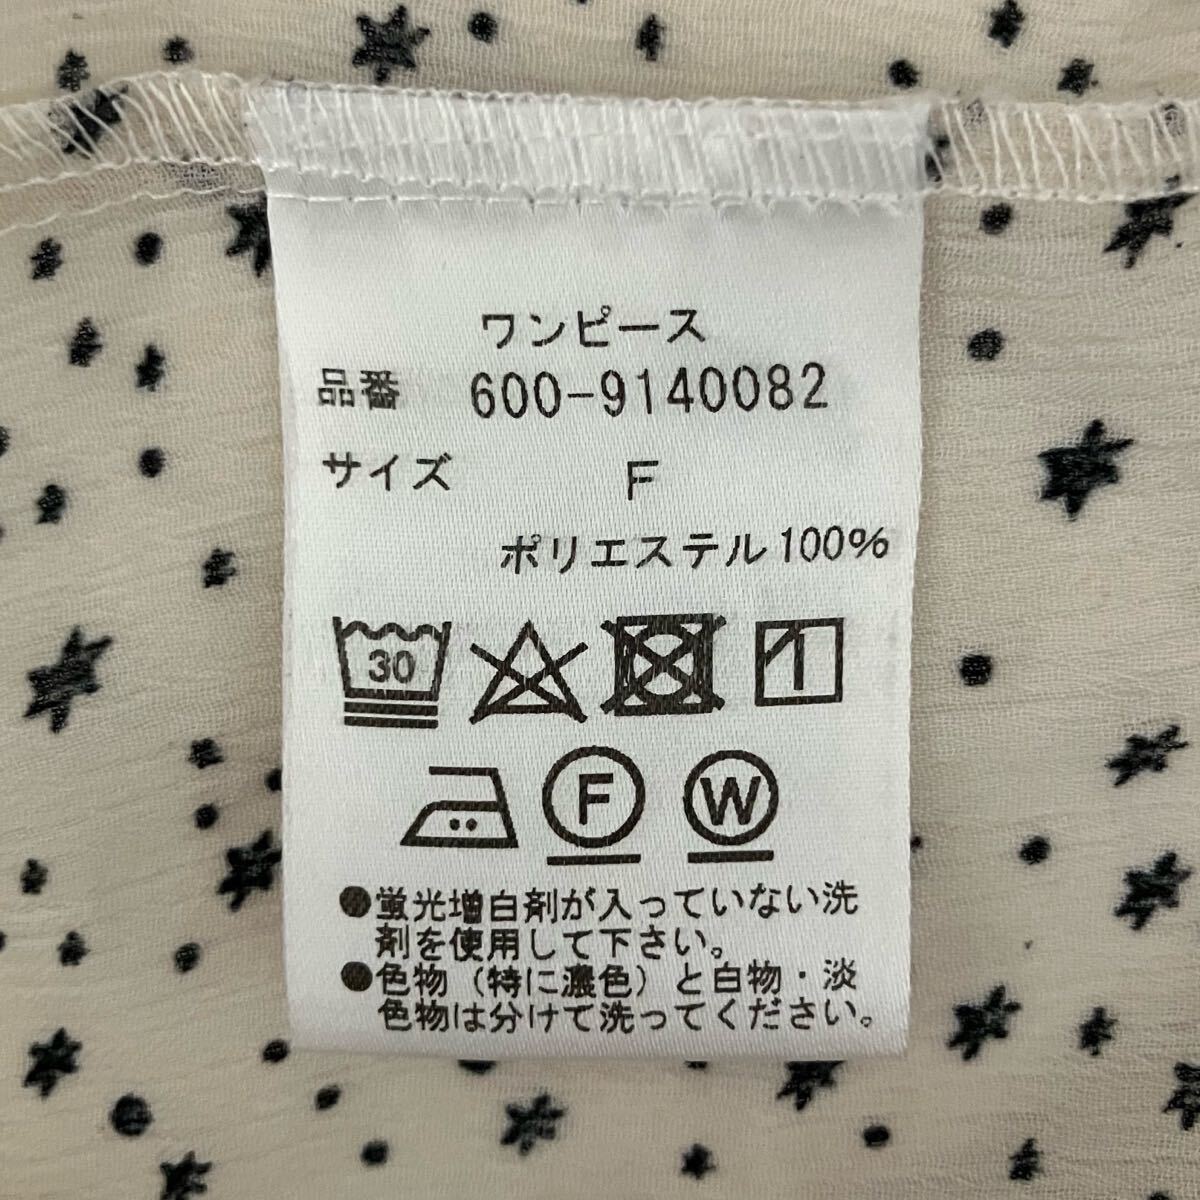 ワンピース
品番 600-9140082
サイズ F
ポリエステル100%
30
F W
●蛍光増白剤が入っていない洗
剤を使用して下さい。
●色物（特に濃色）と白物・淡
色物は分けて洗ってください。